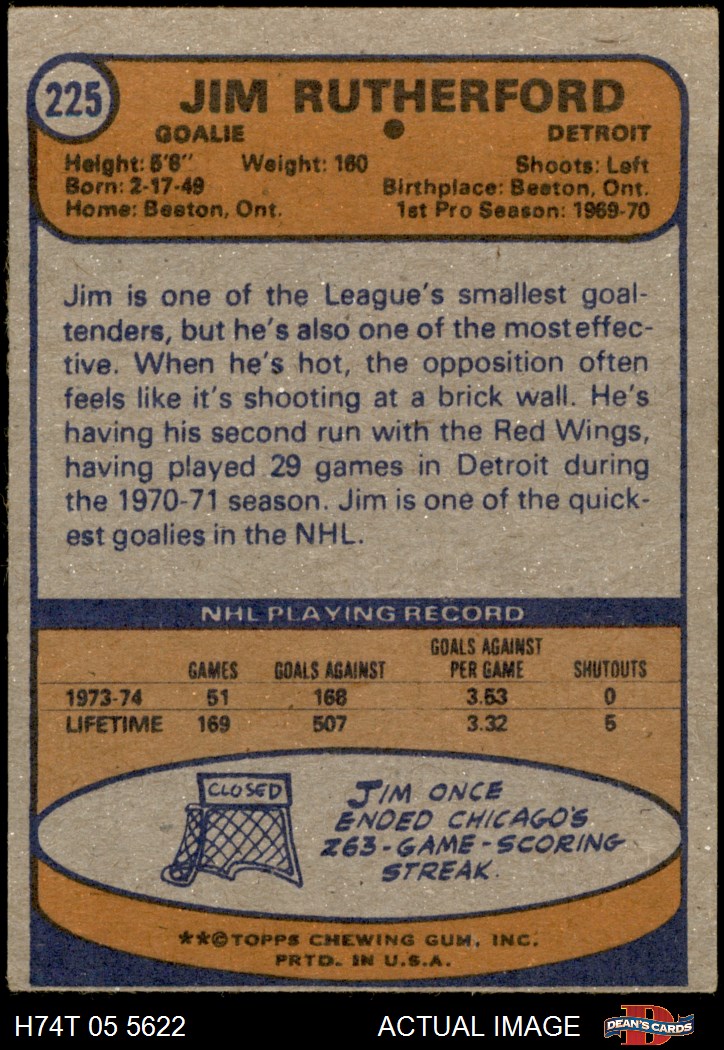 225
JIM RUTHERFORD
GOALIE • DETROIT
Height: 5'8" Weight: 160 Shoots: Left
Born: 2-17-49 Birthplace: Beeton, Ont.
Home: Beeton, Ont. 1st Pro Season: 1969-70
Jim is one of the League's smallest goal-
tenders, but he's also one of the most effec-
tive. When he's hot, the opposition often
feels like it's shooting at a brick wall. He's
having his second run with the Red Wings,
having played 29 games in Detroit during
the 1970-71 season. Jim is one of the quick-
est goalies in the NHL.
NHL PLAYING RECORD
GAMES GOALS AGAINST GOALS AGAINST PER GAME SHUTOUTS
1973-74 51 168 3.53 0
LIFETIME 169 507 3.32 5
CLOSED
JIM ONCE
ENDED CHICAGO'S
263-GAME-SCORING
STREAK.
**©TOPPS CHEWING GUM, INC.
PRTD. IN U.S.A.
H74T 05 5622 ACTUAL IMAGE DEAN'S CARDS